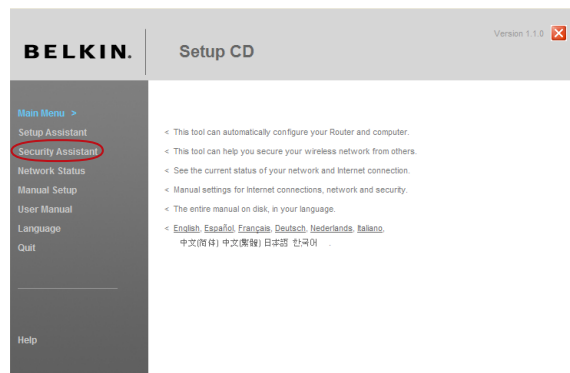 Version 1.1.0
BELKIN.
Setup CD
Main Menu >
Setup Assistant
< This tool can automatically configure your Router and computer.
Security Assistant
< This tool can help you secure your wireless network from others.
Network Status
< See the current status of your network and Internet connection.
Manual Setup
< Manual settings for Internet connections, network and security.
User Manual
< The entire manual on disk, in your language.
Language
< English, Español, Français, Deutsch, Nederlands, Italiano,
中文(简体) 中文(繁體) 日本語 한국어 .
Quit
Help